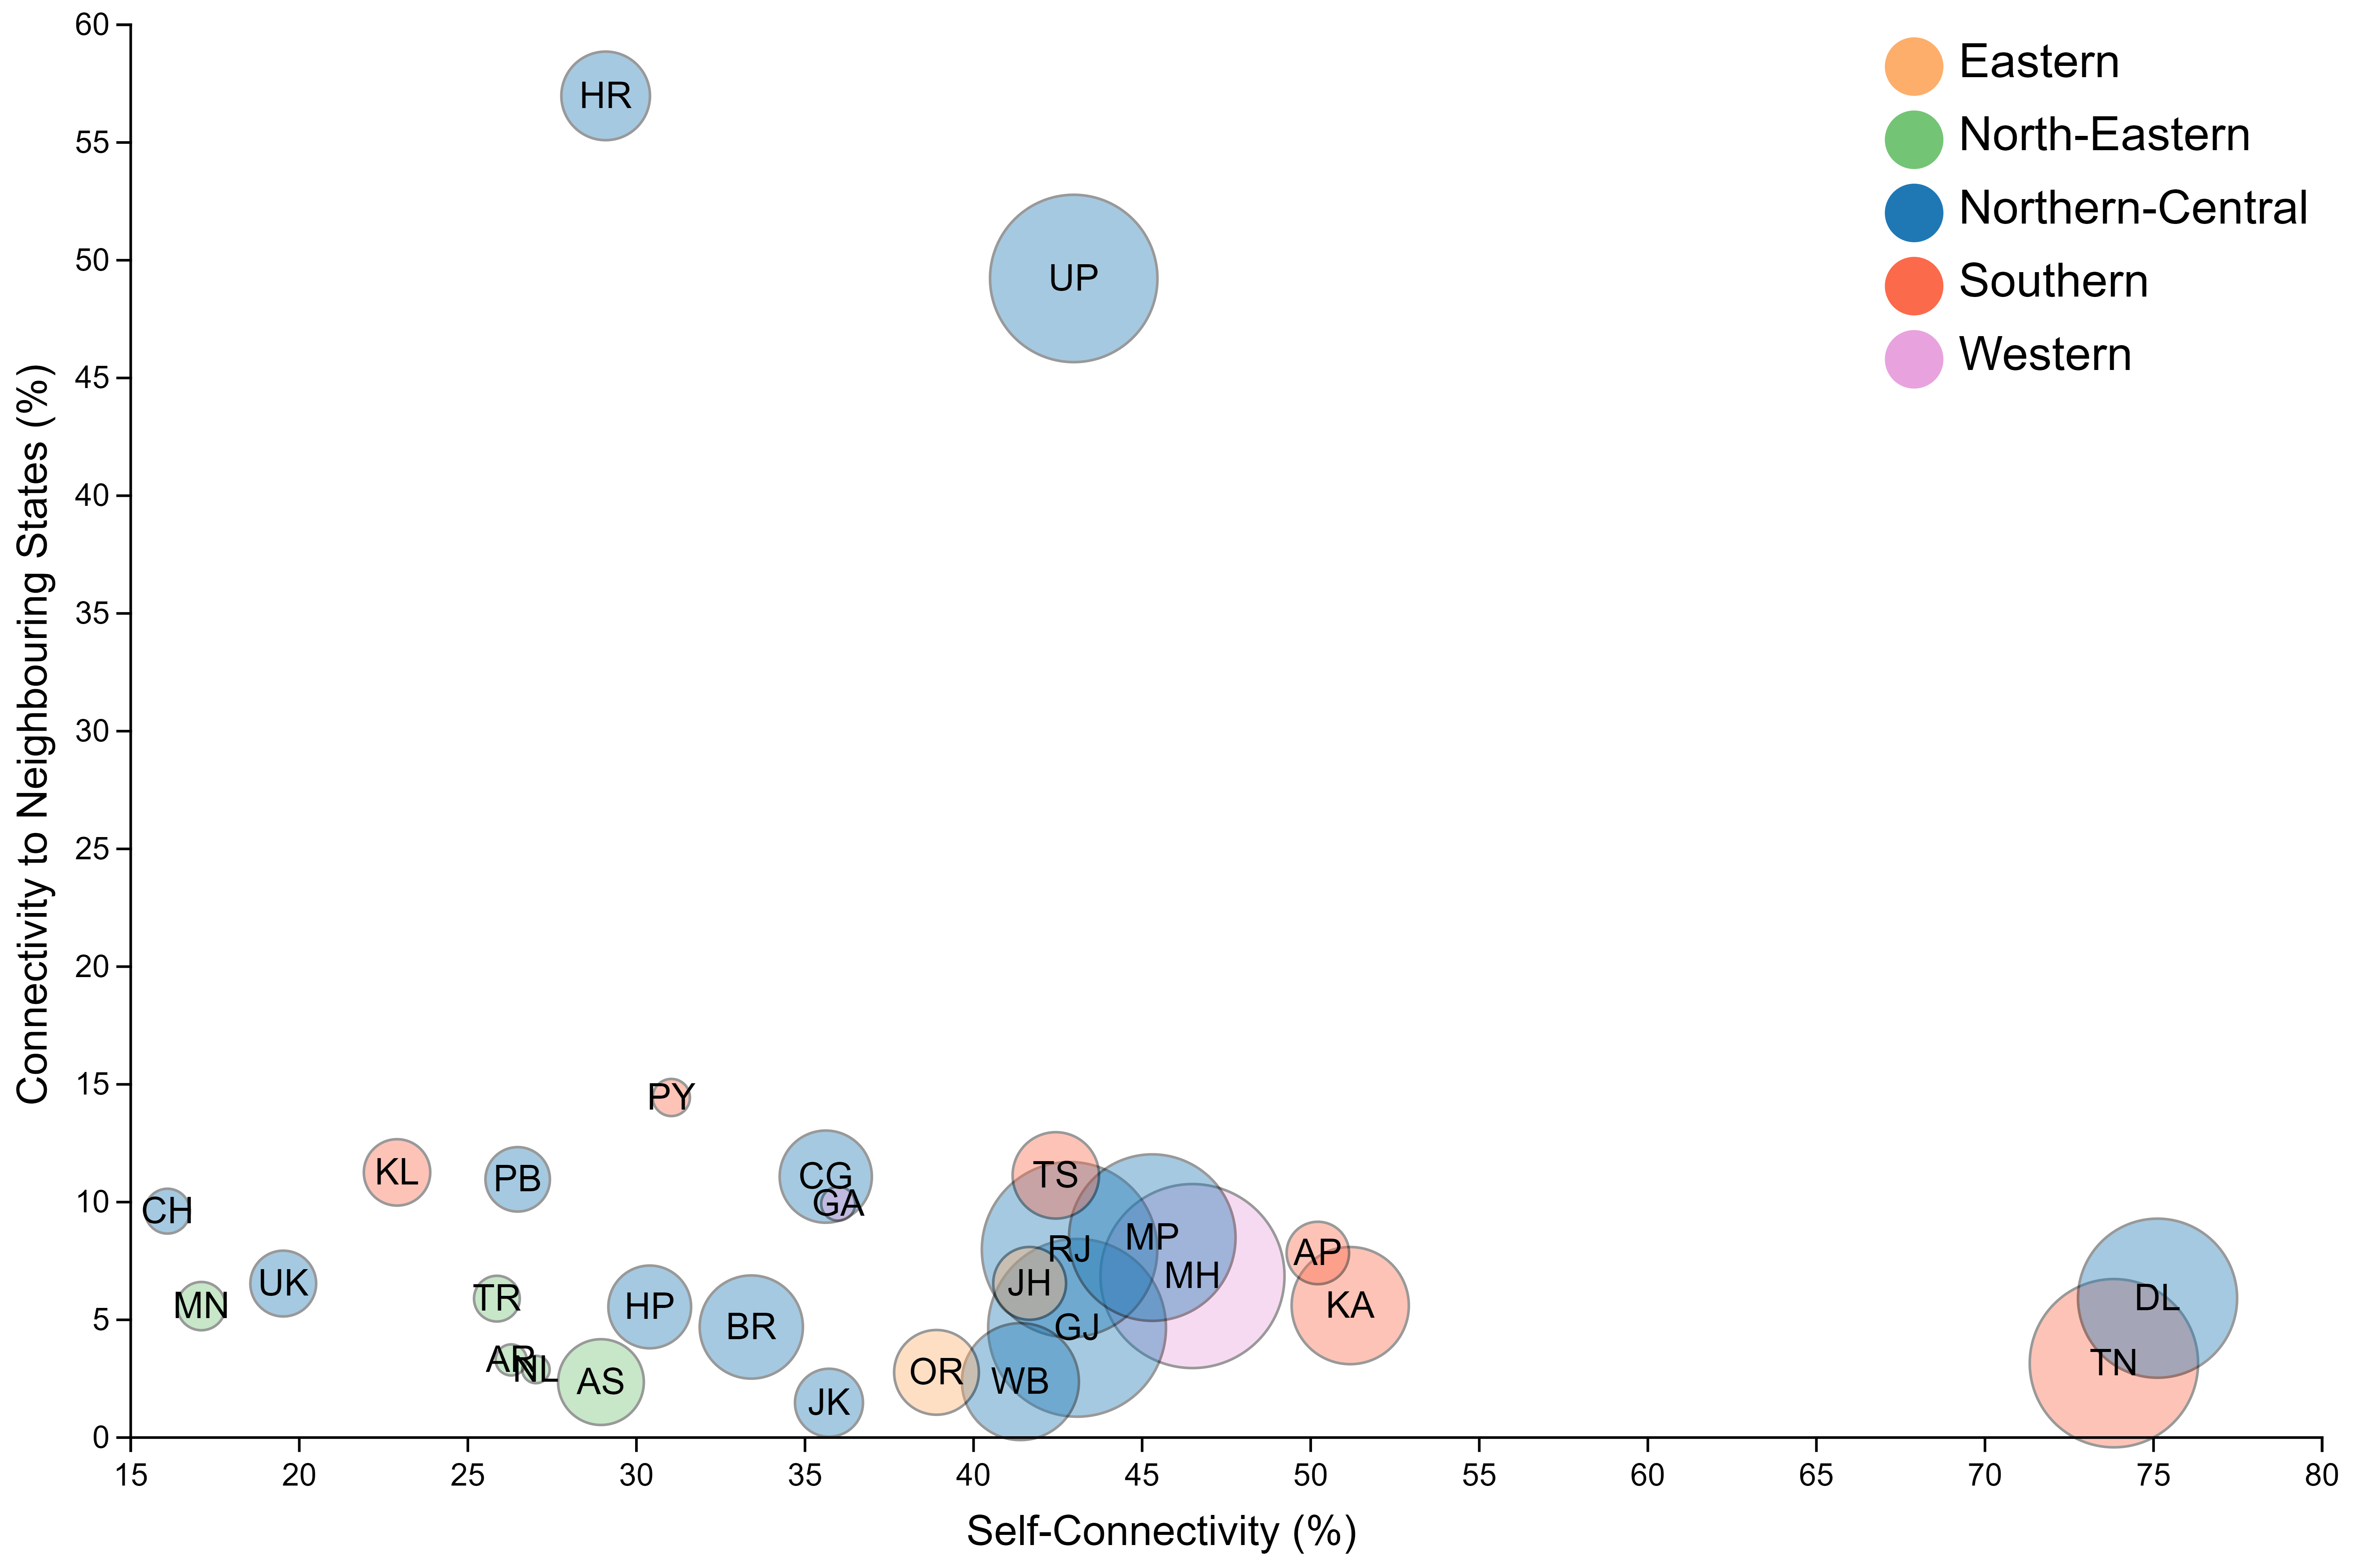 60
55
50
45
40
35
30
25
20
15
10
5
0
Connectivity to Neighbouring States (%)
Eastern
North-Eastern
Northern-Central
Southern
Western
HR
UP
PY
KL
PB
CG
TS
CH
GA
MP
RJ
AP
MH
UK
JH
MN
TR
HP
KA
DL
BR
GJ
AR
NL
AS
JK
OR
WB
TN
15 20 25 30 35 40 45 50 55 60 65 70 75 80
Self-Connectivity (%)